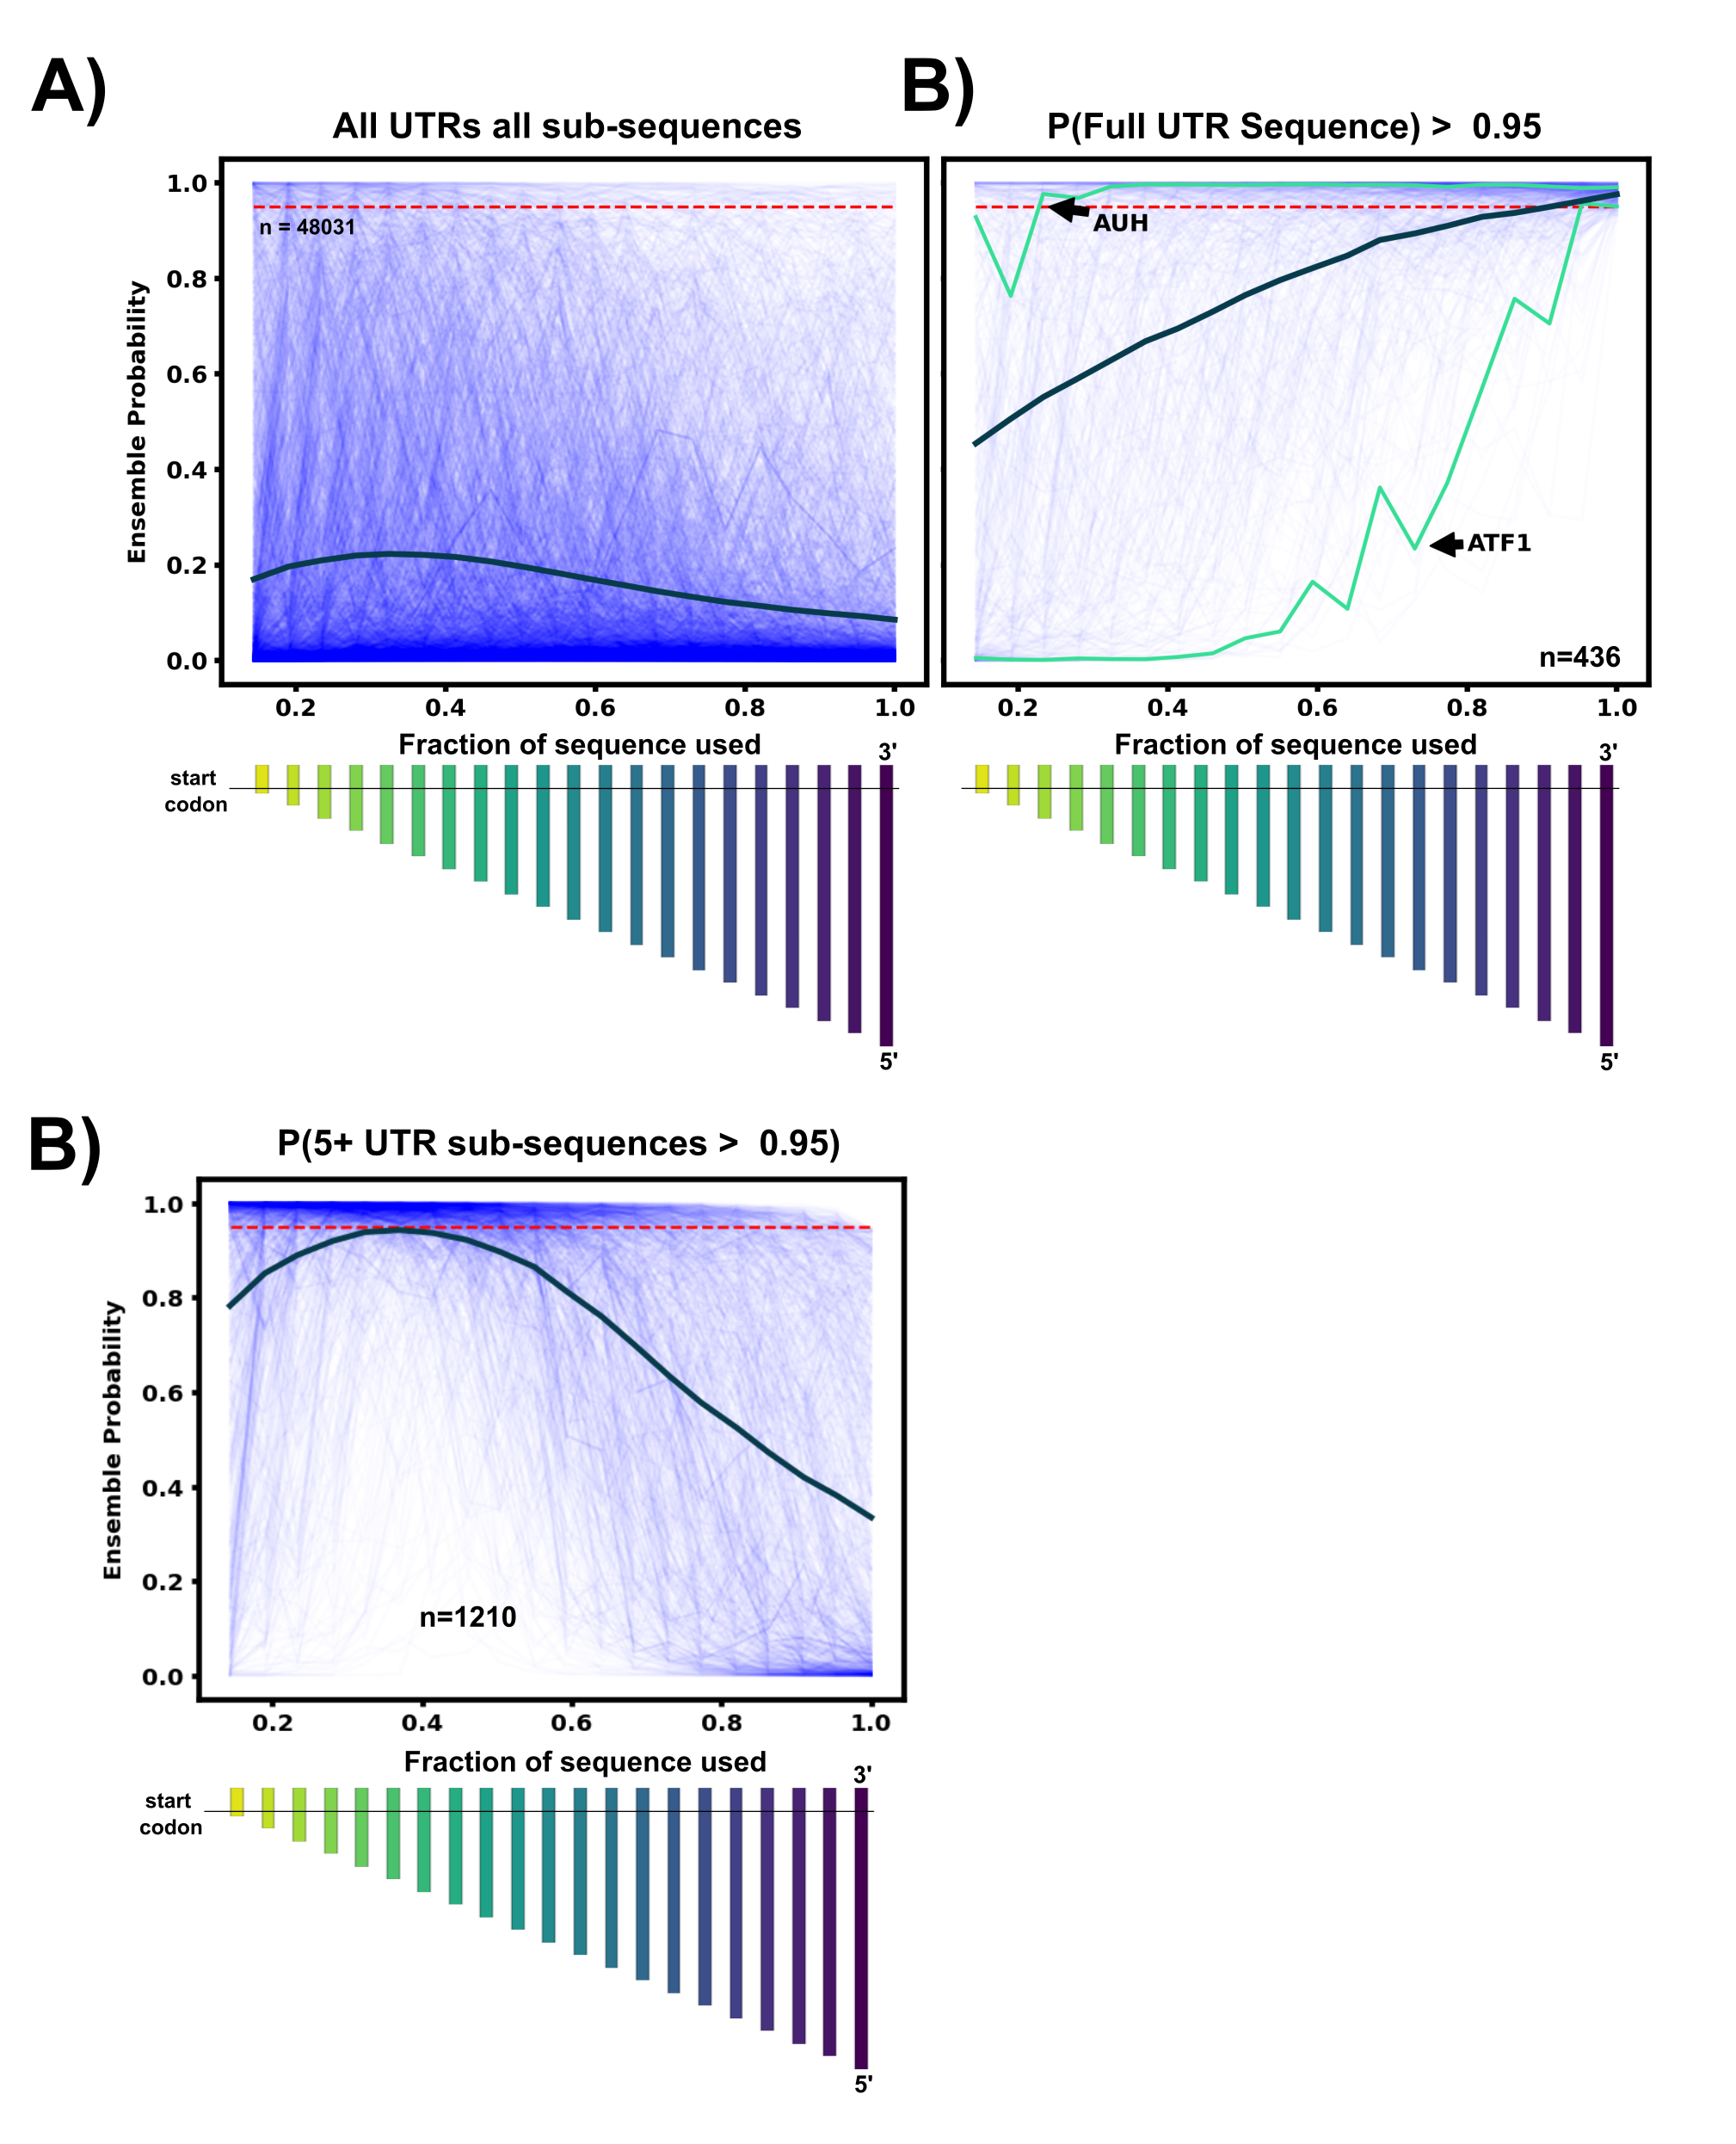 A)
All UTRs all sub-sequences
Ensemble Probability
1.0
0.8
0.6
0.4
0.2
0.0
n = 48031
0.2 0.4 0.6 0.8 1.0
Fraction of sequence used
3'
start
codon
5'
B)
P(Full UTR Sequence) > 0.95
AUH
ATF1
n=436
0.2 0.4 0.6 0.8 1.0
Fraction of sequence used
3'
5'
B)
P(5+ UTR sub-sequences > 0.95)
Ensemble Probability
1.0
0.8
0.6
0.4
0.2
0.0
n=1210
0.2 0.4 0.6 0.8 1.0
Fraction of sequence used
3'
start
codon
5'